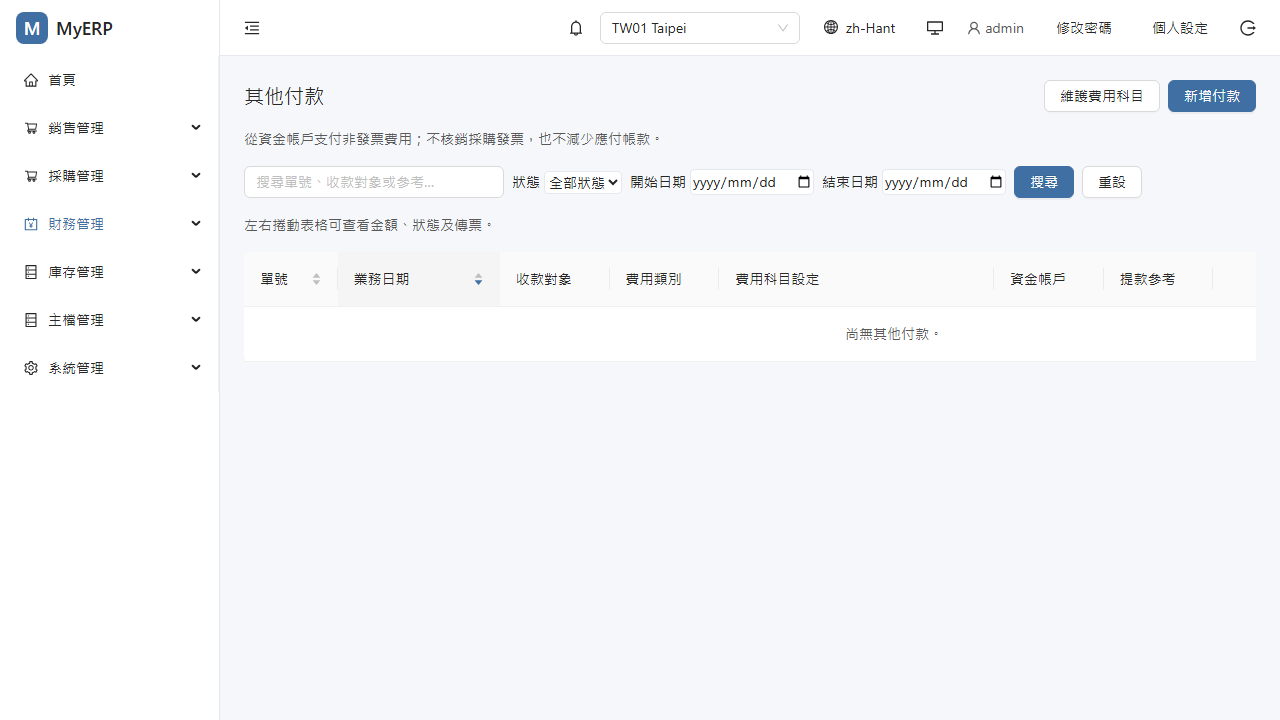 M MyERP
TW01 Taipei
zh-Hant
admin
修改密碼
個人設定
首頁
銷售管理
採購管理
財務管理
庫存管理
主檔管理
系統管理
其他付款
維護費用科目
新增付款
從資金帳戶支付非發票費用；不核銷採購發票，也不減少應付帳款。
搜尋單號、收款對象或參考...
狀態 全部狀態 開始日期 yyyy/mm/dd 結束日期 yyyy/mm/dd 搜尋 重設
左右捲動表格可查看金額、狀態及傳票。
單號 業務日期 收款對象 費用類別 費用科目設定 資金帳戶 提款參考
尚無其他付款。